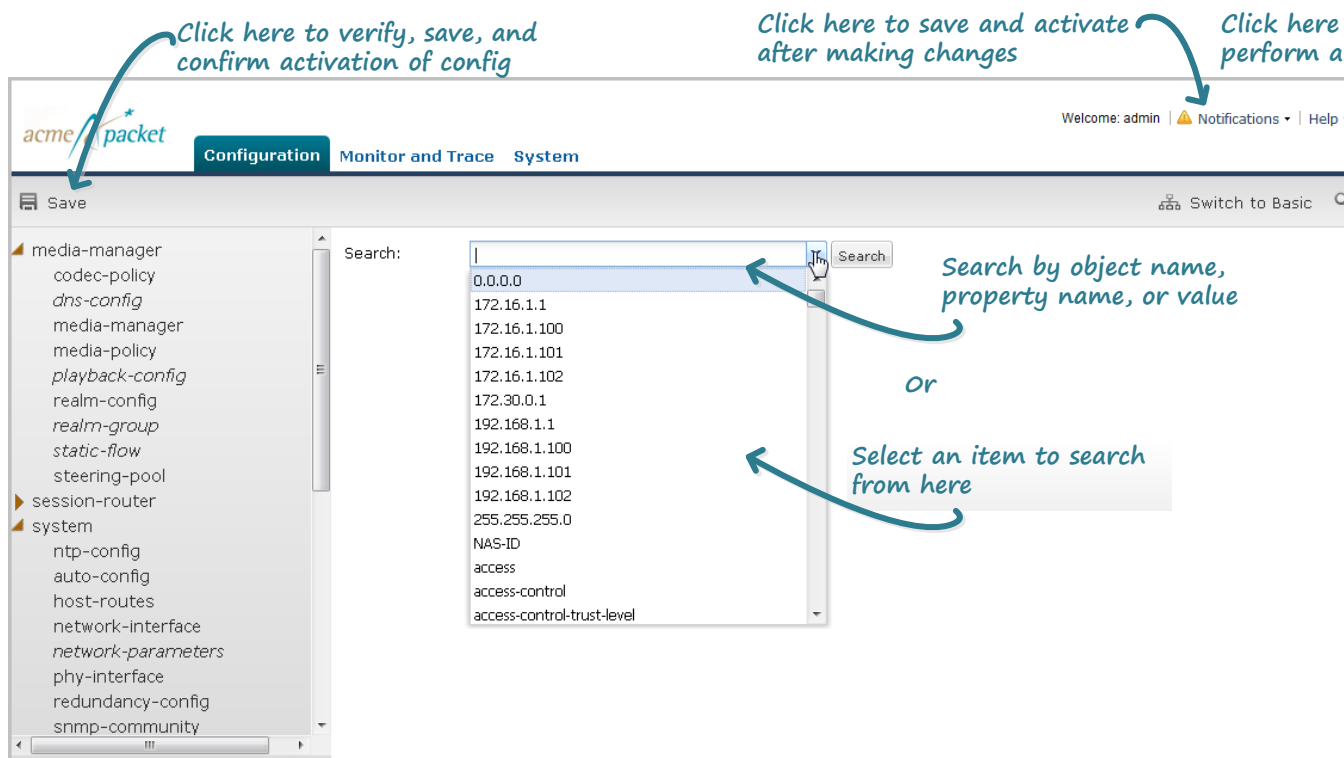 Click here to verify, save, and
confirm activation of config
Click here to save and activate
after making changes
Click here
perform a
acme packet
Welcome: admin | Notifications | Help
Configuration Monitor and Trace System
Save
Switch to Basic
media-manager
codec-policy
dns-config
media-manager
media-policy
playback-config
realm-config
realm-group
static-flow
steering-pool
session-router
system
ntp-config
auto-config
host-routes
network-interface
network-parameters
phy-interface
redundancy-config
snmp-community
Search:
Search
0.0.0.0
172.16.1.1
172.16.1.100
172.16.1.101
172.16.1.102
172.30.0.1
192.168.1.1
192.168.1.100
192.168.1.101
192.168.1.102
255.255.255.0
NAS-ID
access
access-control
access-control-trust-level
Search by object name,
property name, or value
Or
Select an item to search
from here